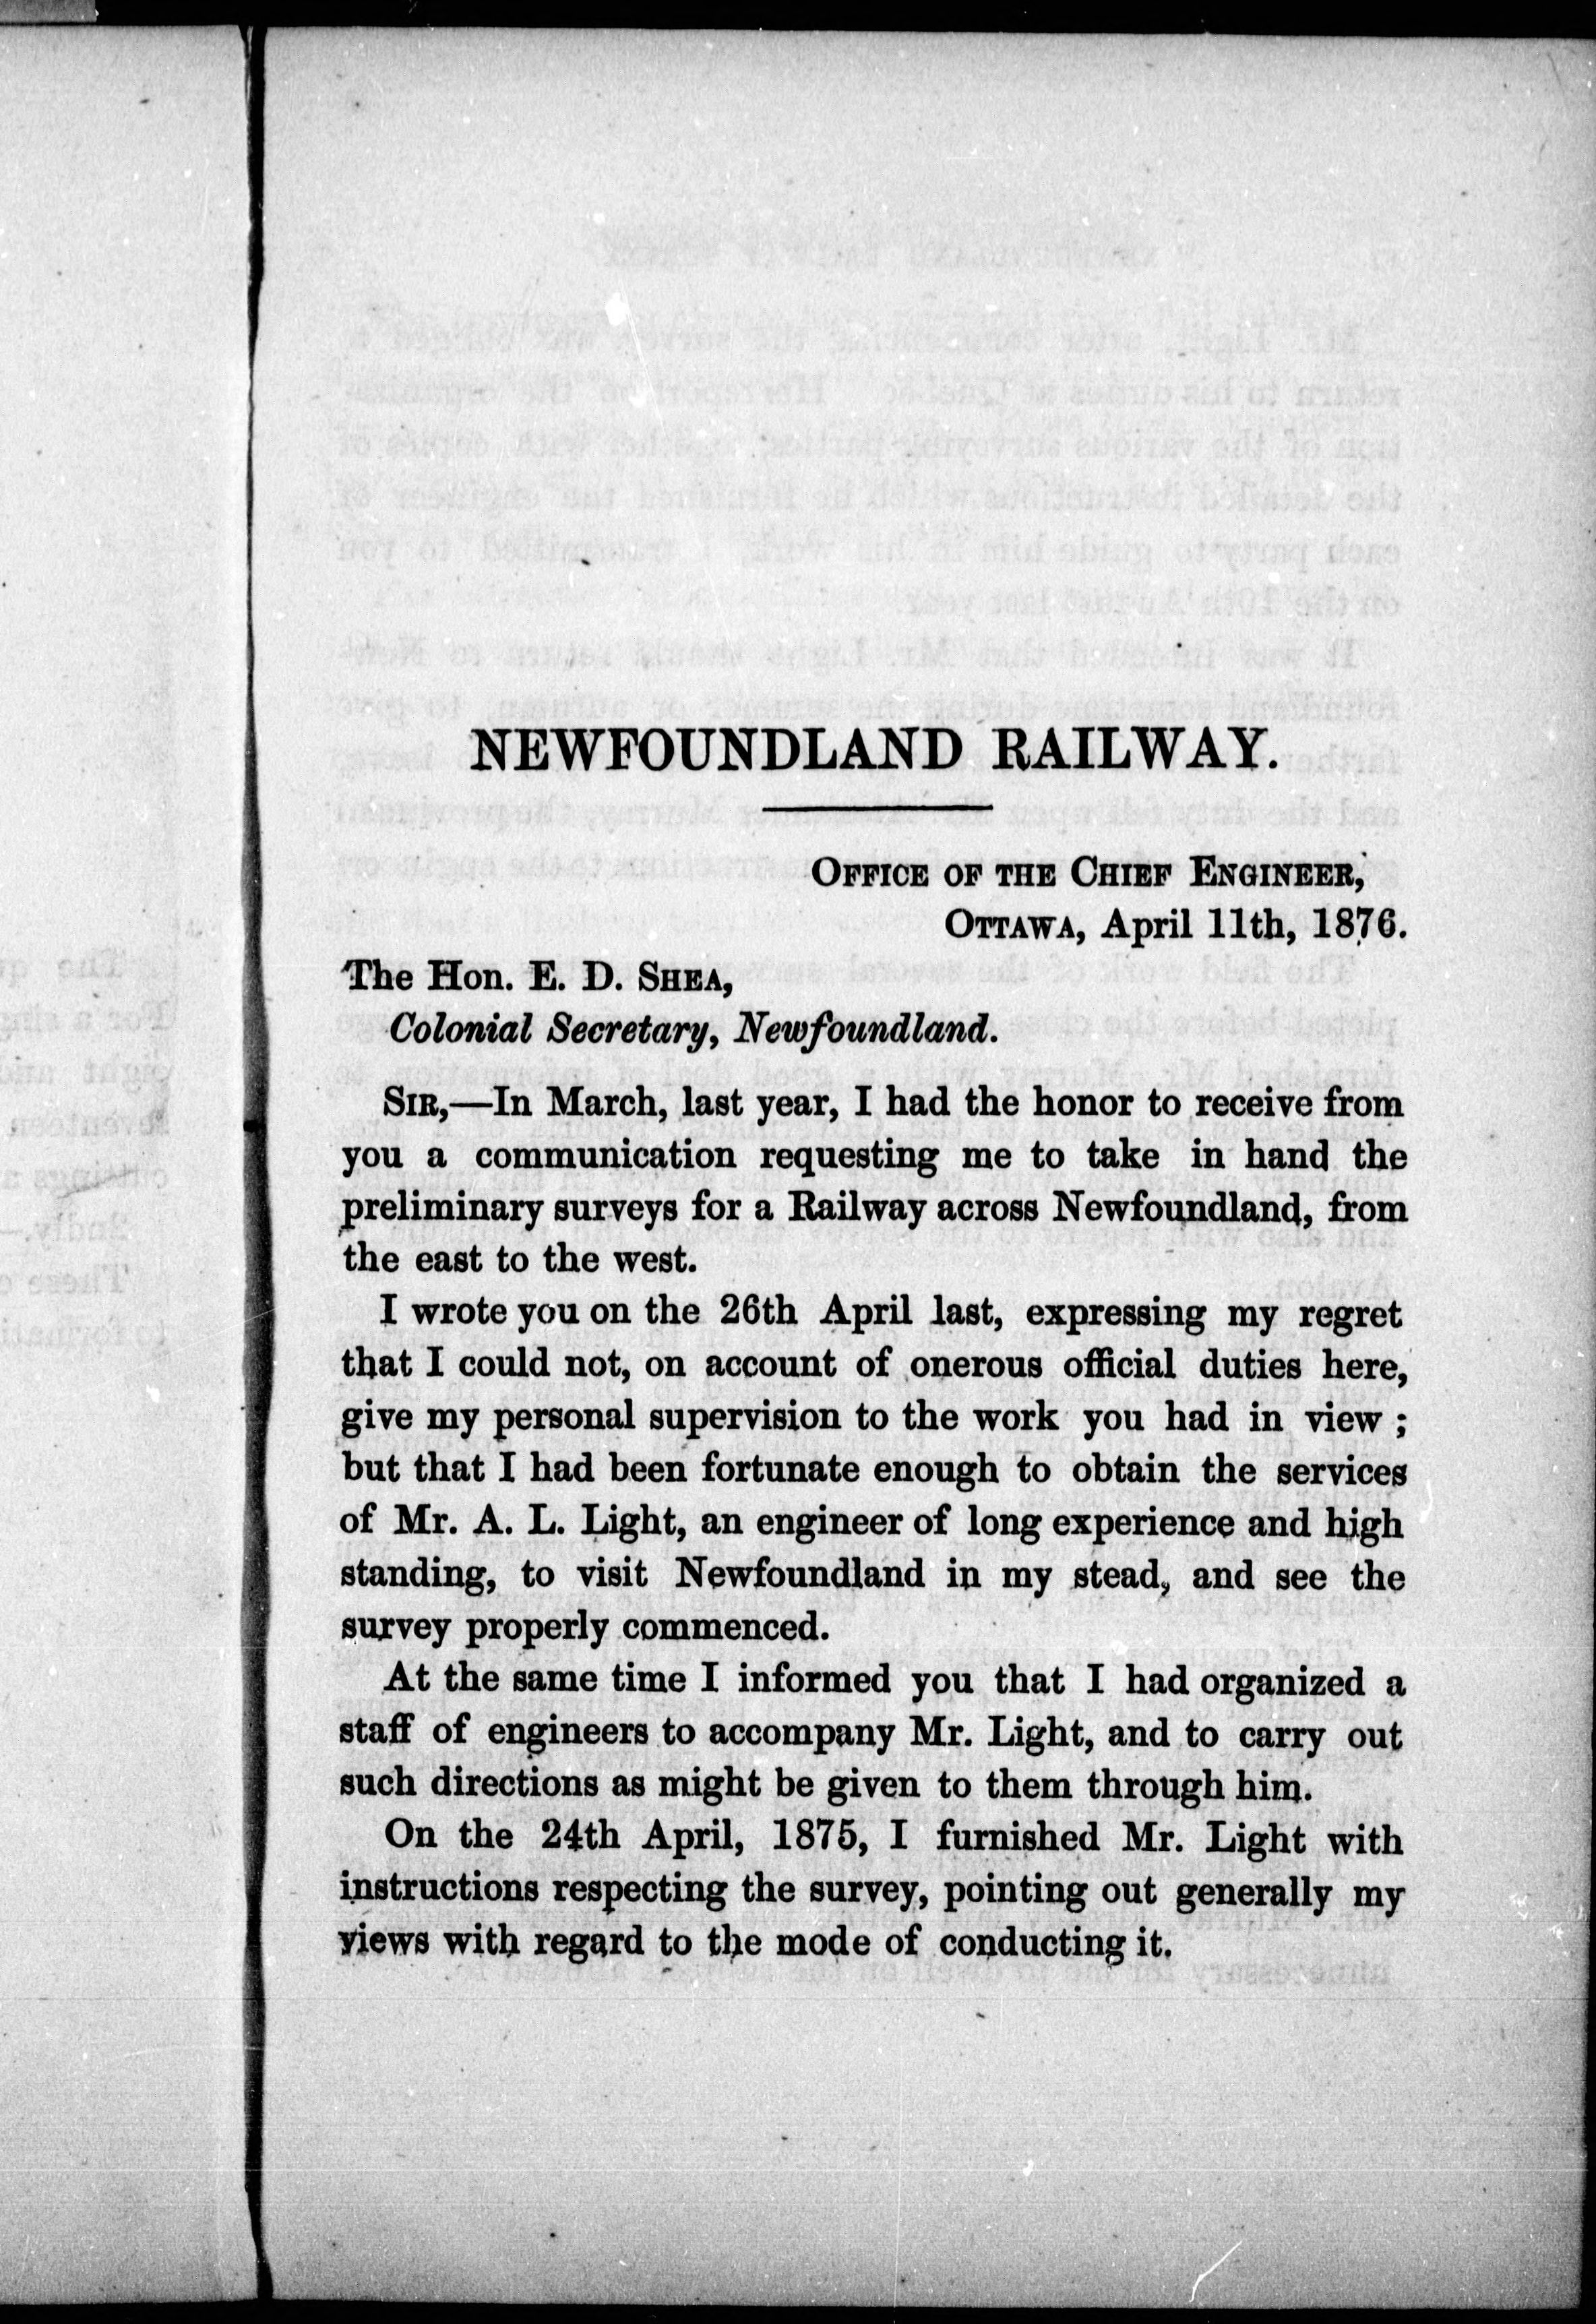 NEWFOUNDLAND RAILWAY.
OFFICE OF THE CHIEF ENGINEER,
OTTAWA, April 11th, 1876.
The Hon. E. D. SHEA,
Colonial Secretary, Newfoundland.
SIR,—In March, last year, I had the honor to receive from
you a communication requesting me to take in hand the
preliminary surveys for a Railway across Newfoundland, from
the east to the west.
I wrote you on the 26th April last, expressing my regret
that I could not, on account of onerous official duties here,
give my personal supervision to the work you had in view ;
but that I had been fortunate enough to obtain the services
of Mr. A. L. Light, an engineer of long experience and high
standing, to visit Newfoundland in my stead, and see the
survey properly commenced.
At the same time I informed you that I had organized a
staff of engineers to accompany Mr. Light, and to carry out
such directions as might be given to them through him.
On the 24th April, 1875, I furnished Mr. Light with
instructions respecting the survey, pointing out generally my
views with regard to the mode of conducting it.